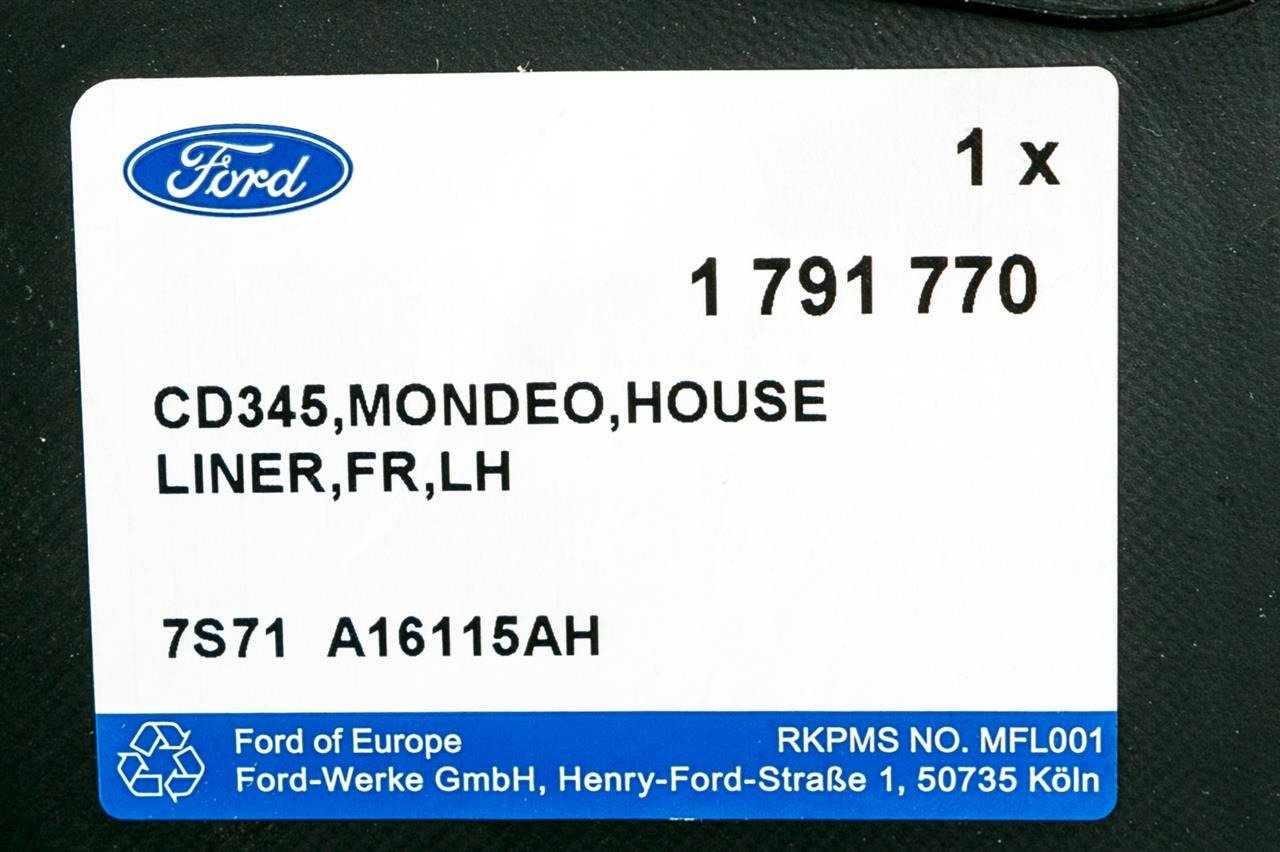 Ford
1 x
1 791 770
CD345,MONDEO,HOUSE
LINER,FR,LH
7S71 A16115AH
Ford of Europe
RKPMS NO. MFL001
Ford-Werke GmbH, Henry-Ford-Straße 1, 50735 Köln